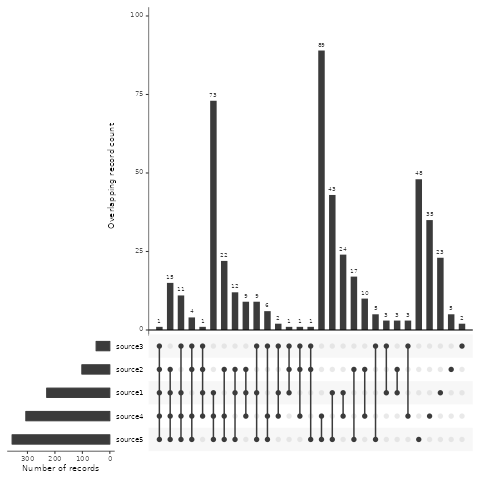 100
75
50
25
0
Overlapping record count
1 15 11 4 1 73 22 12 9 9 6 2 1 1 1 89 43 24 17 10 5 3 3 3 48 35 23 5 2
source3
source2
source1
source4
source5
300 200 100 0
Number of records